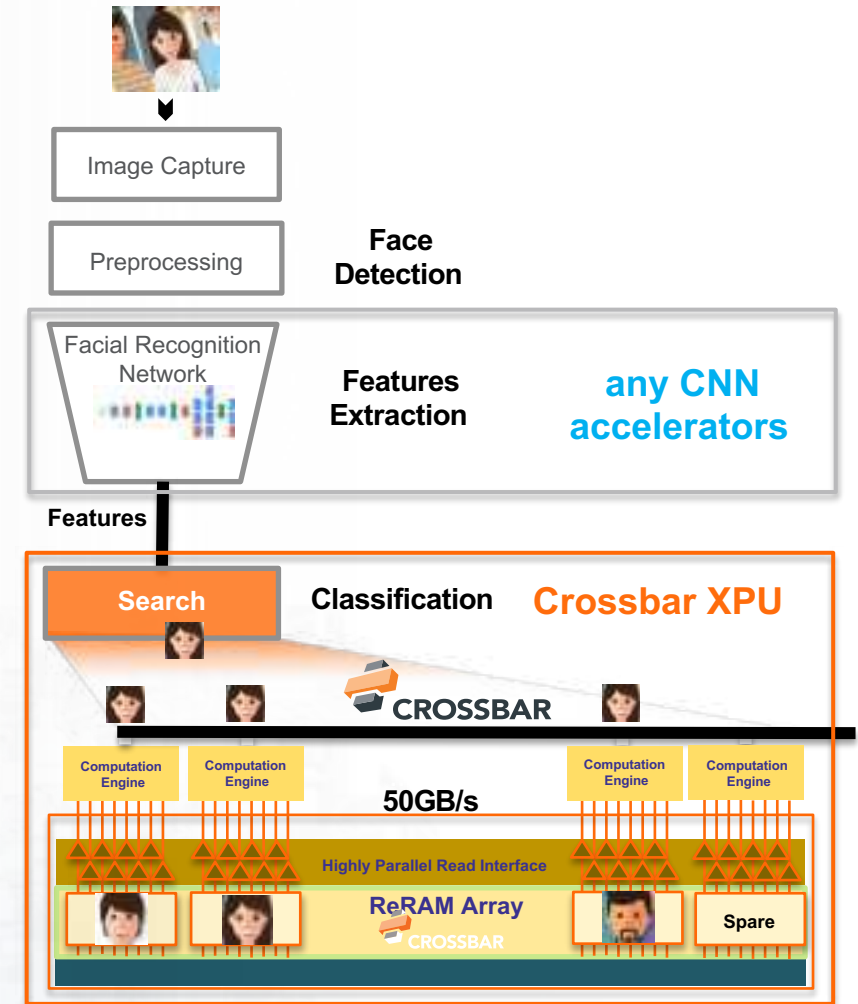 Image Capture
Preprocessing
Face
Detection
Facial Recognition
Network
Features
Extraction
any CNN
accelerators
Features
Search
Classification
Crossbar XPU
CROSSBAR
Computation
Engine
Computation
Engine
Computation
Engine
Computation
Engine
50GB/s
Highly Parallel Read Interface
ReRAM Array
CROSSBAR
Spare